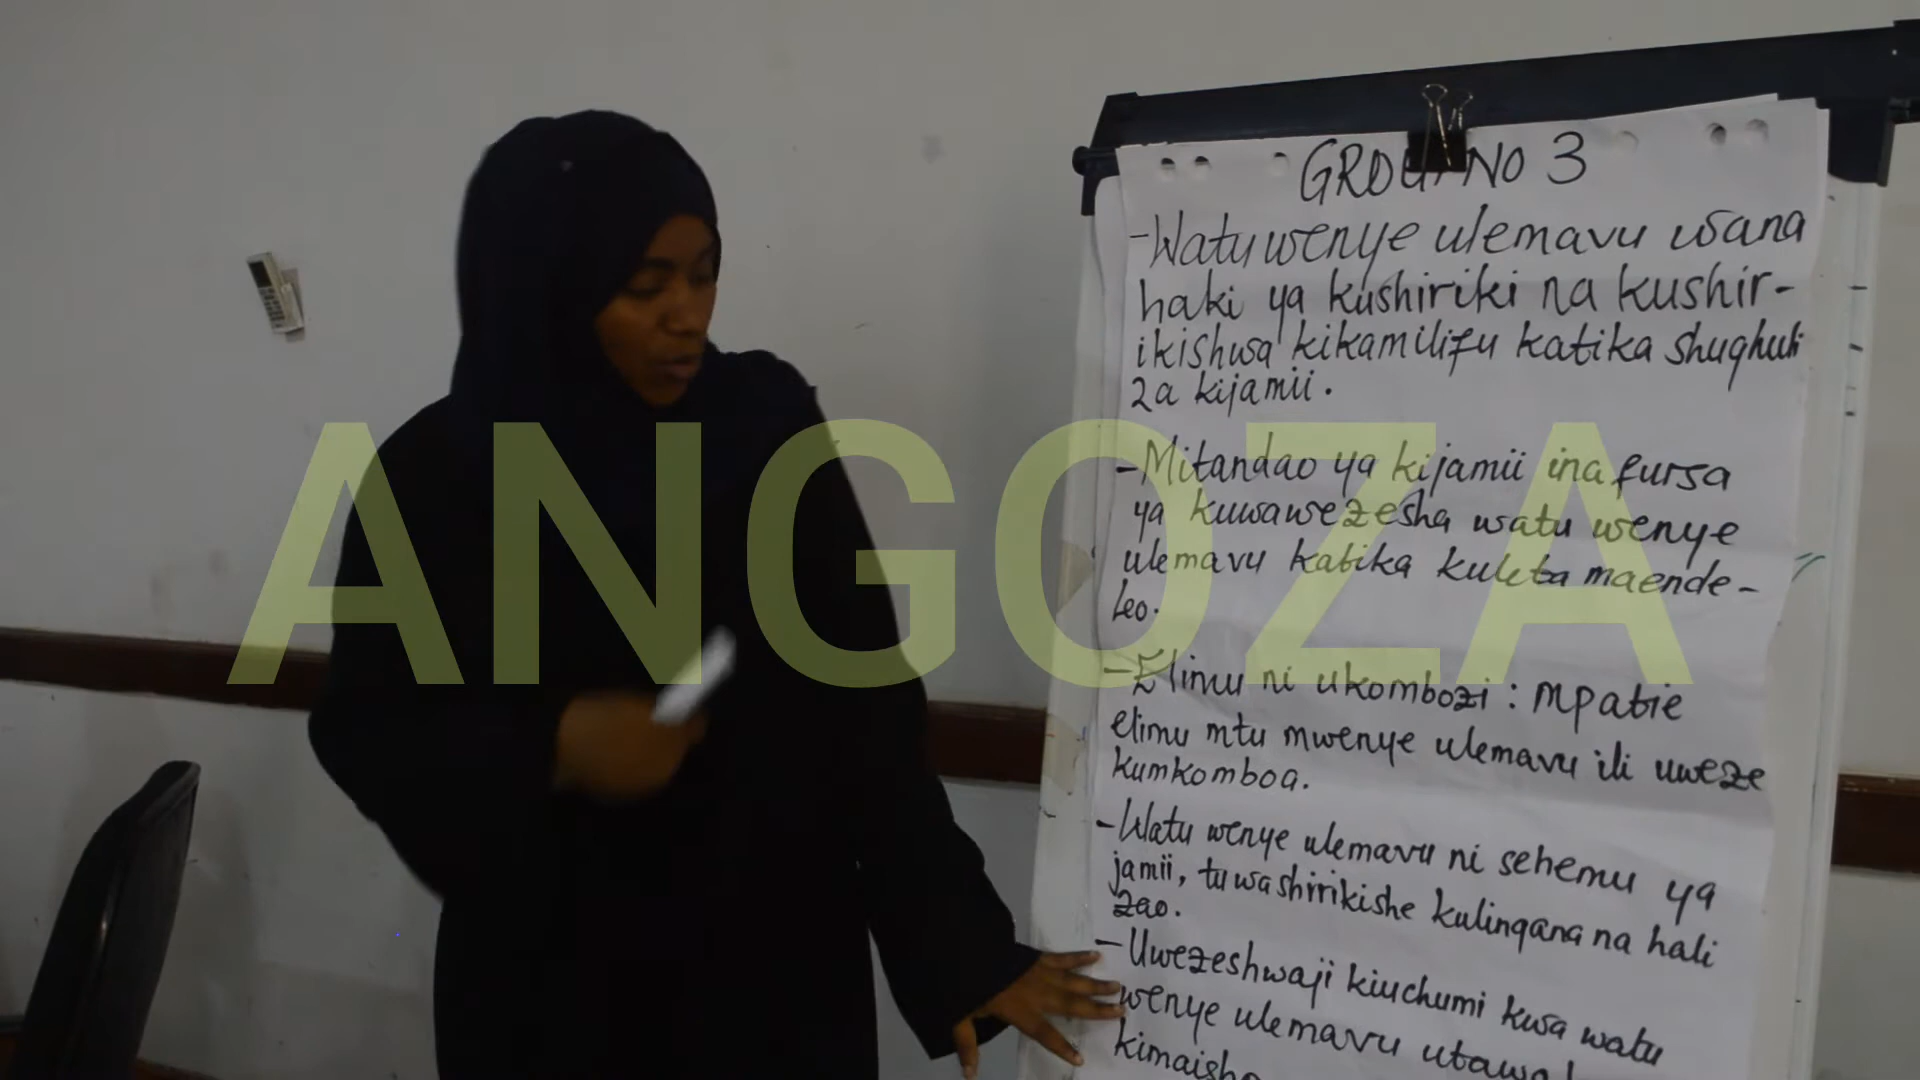 GROUP NO 3
- Watu wenye ulemavu wana
haki ya kushiriki na kushir-
ikishwa kikamilifu katika shughuli
za kijamii.
- Mitandao ya kijamii ina fursa
ya kuwawezesha watu wenye
ulemavu katika kuleta maende-
leo.
- Elimu ni ukombozi : mpatie
elimu mtu mwenye ulemavu ili uweze
kumkomboa.
- Watu wenye ulemavu ni sehemu ya
jamii, tuwashirikishe kulingana na hali
zao.
- Uwezeshwaji kiuchumi kwa watu
wenye ulemavu
ANGOZA